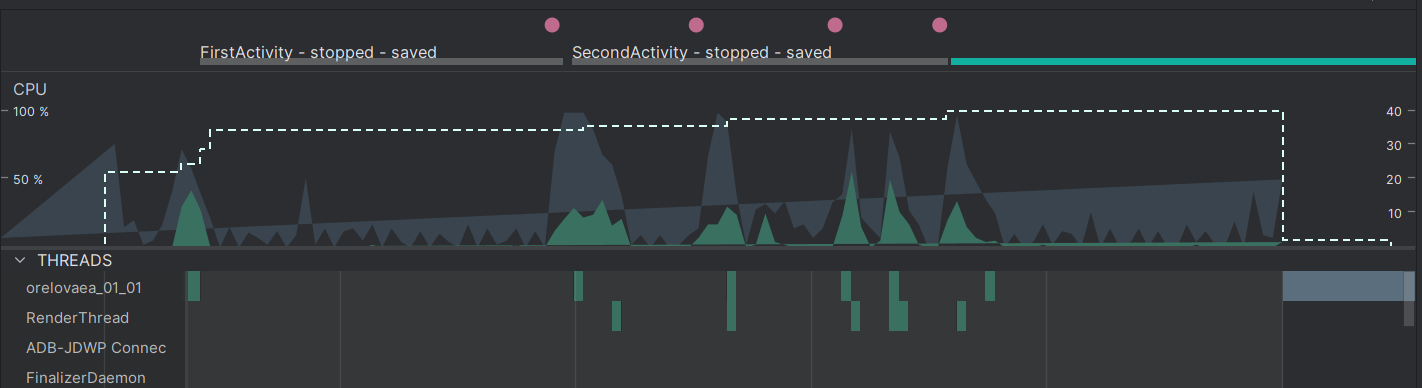 FirstActivity - stopped - saved
SecondActivity - stopped - saved
CPU
100 %
40
30
50 %
20
10
THREADS
orelovaea_01_01
RenderThread
ADB-JDWP Connec
FinalizerDaemon